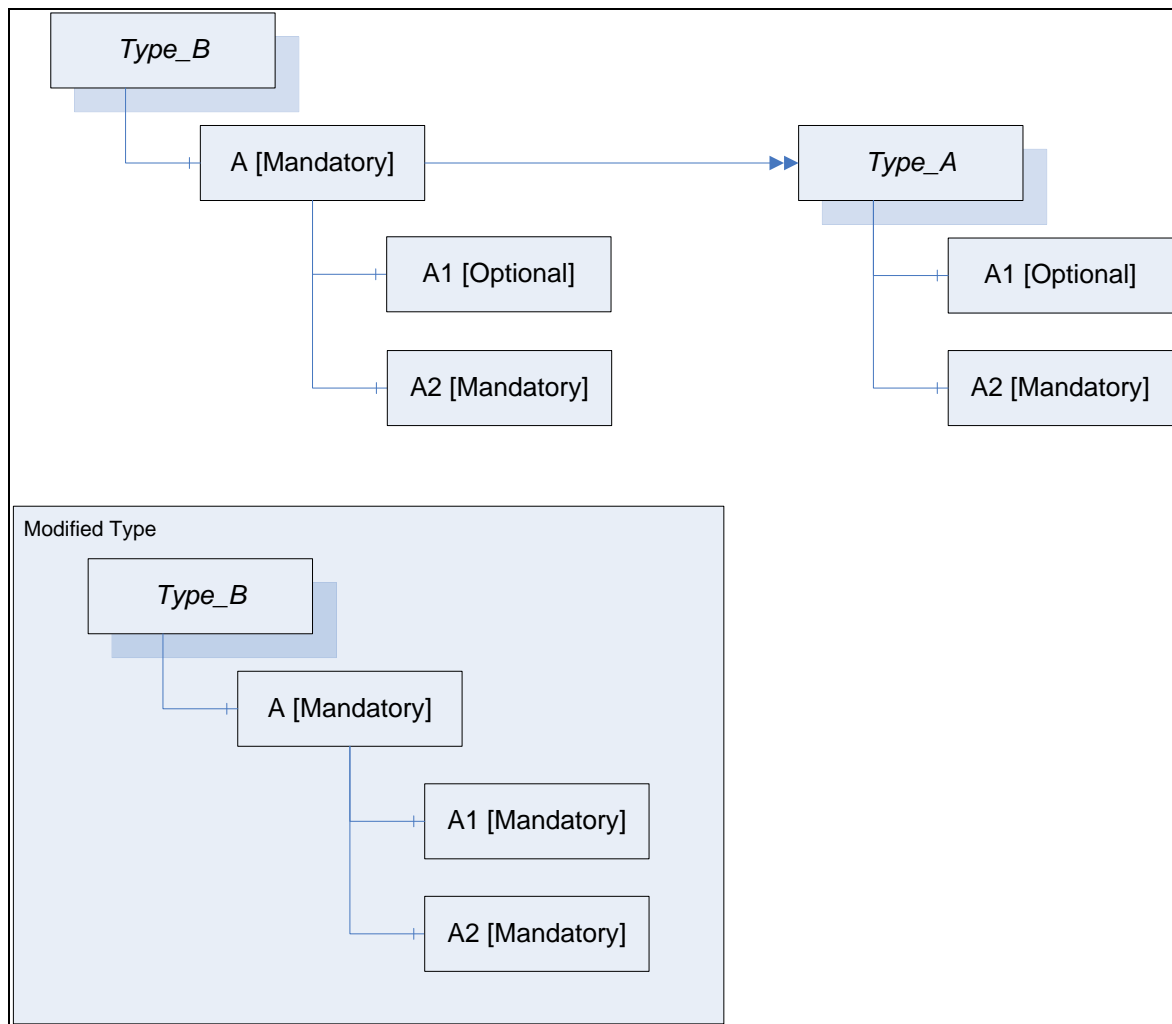 Type_B
A [Mandatory]
Type_A
A1 [Optional]
A1 [Optional]
A2 [Mandatory]
A2 [Mandatory]
Modified Type
Type_B
A [Mandatory]
A1 [Mandatory]
A2 [Mandatory]